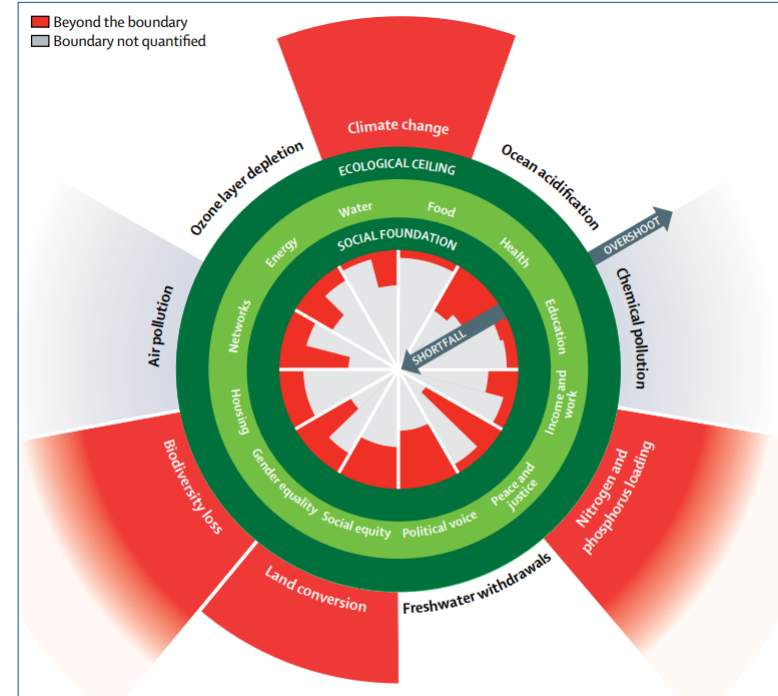 Beyond the boundary
Boundary not quantified
Climate change
ECOLOGICAL CEILING
Ozone layer depletion
Ocean acidification
Water
Food
SOCIAL FOUNDATION
Energy
Health
OVERSHOOT
Air pollution
Networks
Education
Chemical pollution
SHORTFALL
Housing
Income and
work
Biodiversity loss
Gender equality
Social equity
Political voice
Peace and
justice
Nitrogen and
phosphorus loading
Land conversion
Freshwater withdrawals